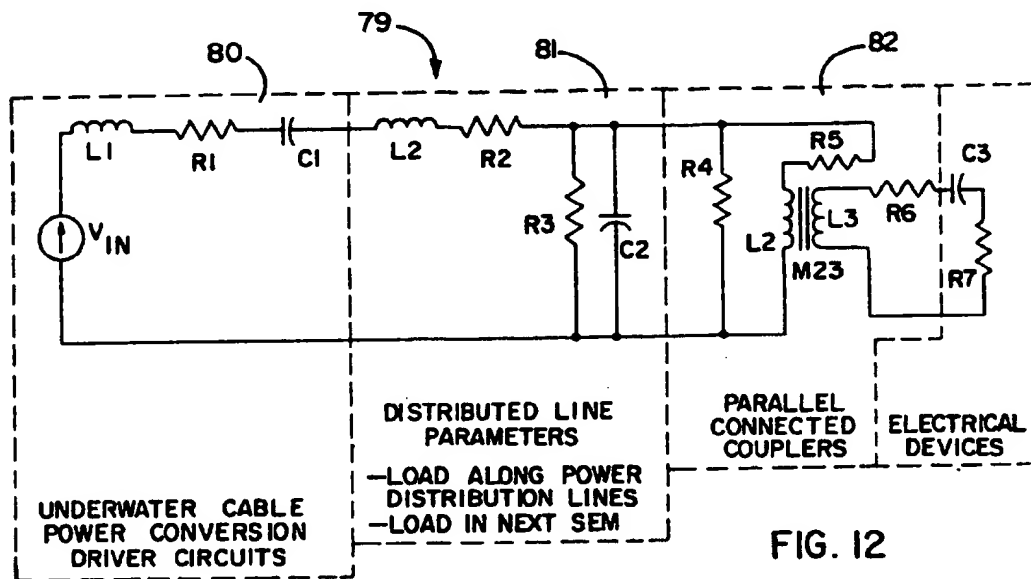 79
80
81
82
L1
R1
C1
L2
R2
R3
C2
R4
R5
L2
L3
M23
R6
C3
R7
VIN
UNDERWATER CABLE
POWER CONVERSION
DRIVER CIRCUITS
DISTRIBUTED LINE
PARAMETERS
—LOAD ALONG POWER
DISTRIBUTION LINES
—LOAD IN NEXT SEM
PARALLEL
CONNECTED
COUPLERS
ELECTRICAL
DEVICES
FIG. 12